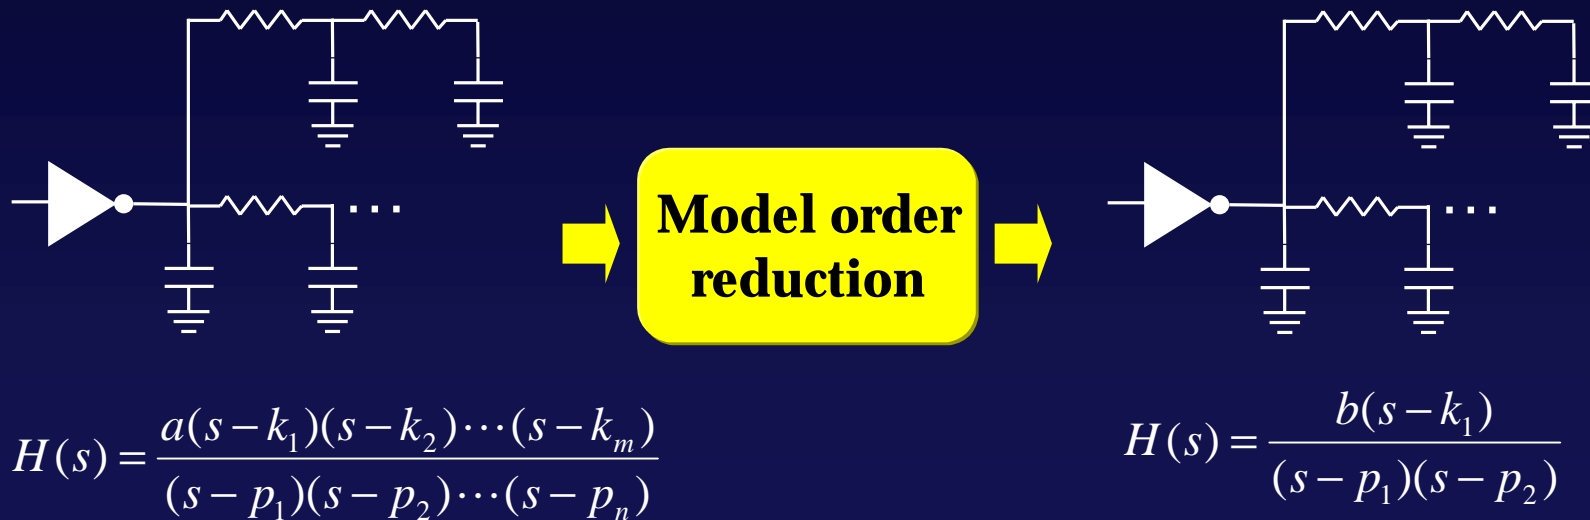 ...
Model order
reduction
...
H(s) = a(s − k₁)(s − k₂)⋯(s − kₘ) / (s − p₁)(s − p₂)⋯(s − pₙ)
H(s) = b(s − k₁) / (s − p₁)(s − p₂)